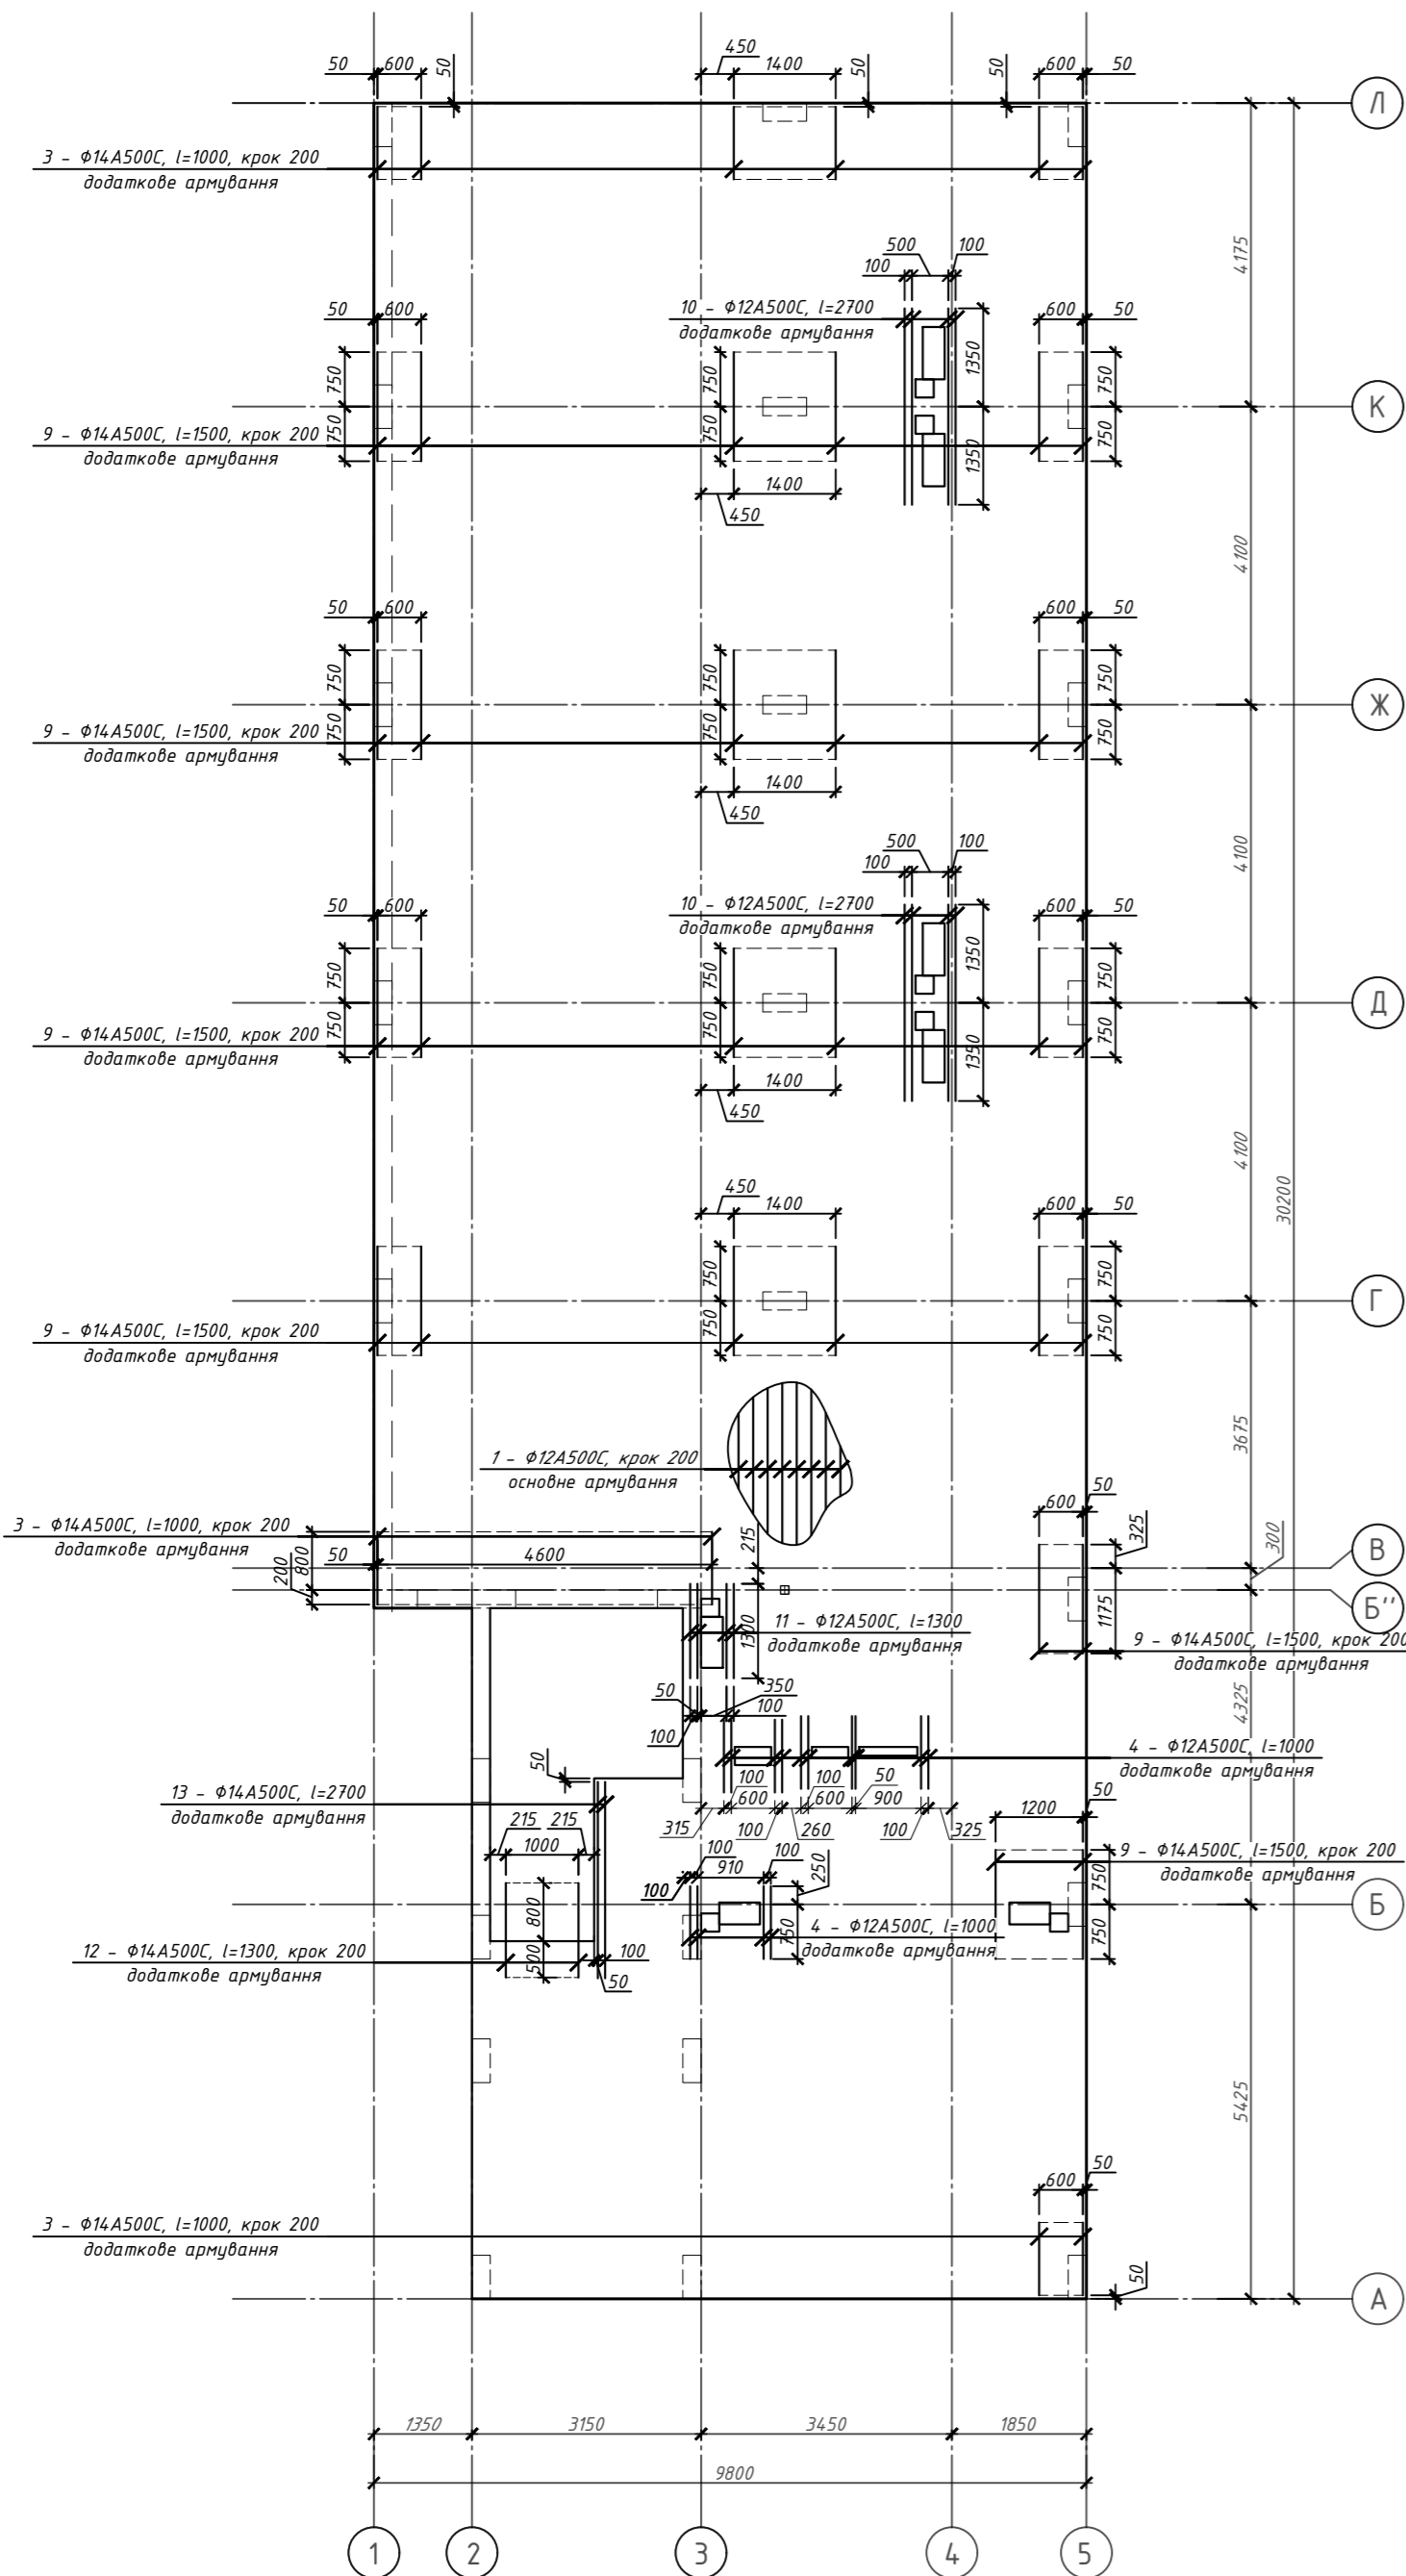 50 600 50 450 1400 50 50 600 50
Л
3 - Ф14А500С, l=1000, крок 200
додаткове армування
4175
500 100
100
50 600 10 - Ф12А500С, l=2700 600 50
додаткове армування
750 750 1350 750
К
9 - Ф14А500С, l=1500, крок 200 750 750 1350 750
додаткове армування
1400
450
4100
50 600 600 50
750 750 750
Ж
9 - Ф14А500С, l=1500, крок 200 750 750 750
додаткове армування
1400
450
500 100
100
4100
50 600 10 - Ф12А500С, l=2700 600 50
додаткове армування
750 750 1350 750
Д
9 - Ф14А500С, l=1500, крок 200 750 750 1350 750
додаткове армування
1400
450
4100
30200
450
1400 600 50
750 750
Г
9 - Ф14А500С, l=1500, крок 200 750 750
додаткове армування
3675
1 - Ф12А500С, крок 200
основне армування
50
600
3 - Ф14А500С, l=1000, крок 200 215 325 300
додаткове армування
В
50 4600
200 800
Б''
1300 11 - Ф12А500С, l=1300 1175 9 - Ф14А500С, l=1500, крок 200
додаткове армування
додаткове армування
50 350
100
100
4325
4 - Ф12А500С, l=1000
додаткове армування
50
13 - Ф14А500С, l=2700
додаткове армування
100 100 50
600 600 900
315 100 260 100 325
50
1200
215 215
1000
100 100
910
100
250
9 - Ф14А500С, l=1500, крок 200
додаткове армування
750
Б
800
750 4 - Ф12А500С, l=1000 750
додаткове армування
12 - Ф14А500С, l=1300, крок 200 500 100
додаткове армування
50
5425
50
600
3 - Ф14А500С, l=1000, крок 200
додаткове армування
50
А
1350 3150 3450 1850
9800
1 2 3 4 5